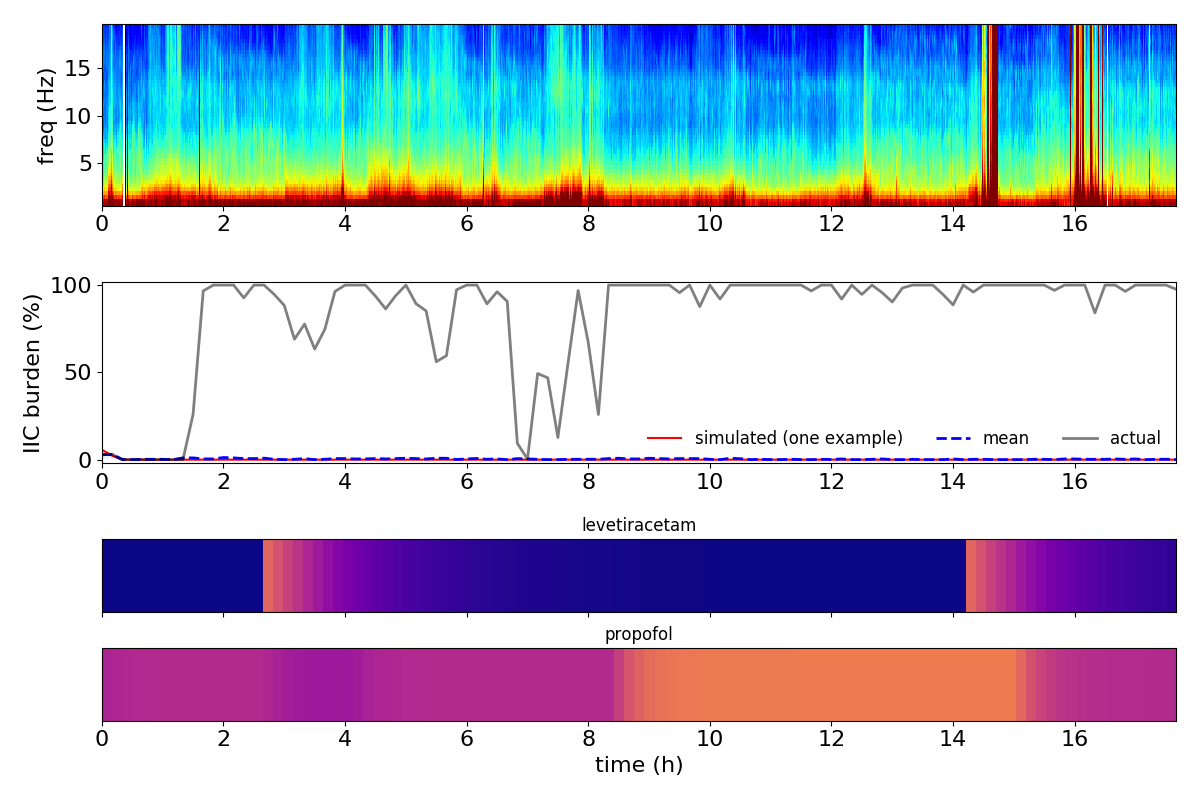 freq (Hz)
15
10
5
0 2 4 6 8 10 12 14 16
IIC burden (%)
100
50
0
simulated (one example) mean actual
0 2 4 6 8 10 12 14 16
levetiracetam
propofol
0 2 4 6 8 10 12 14 16
time (h)